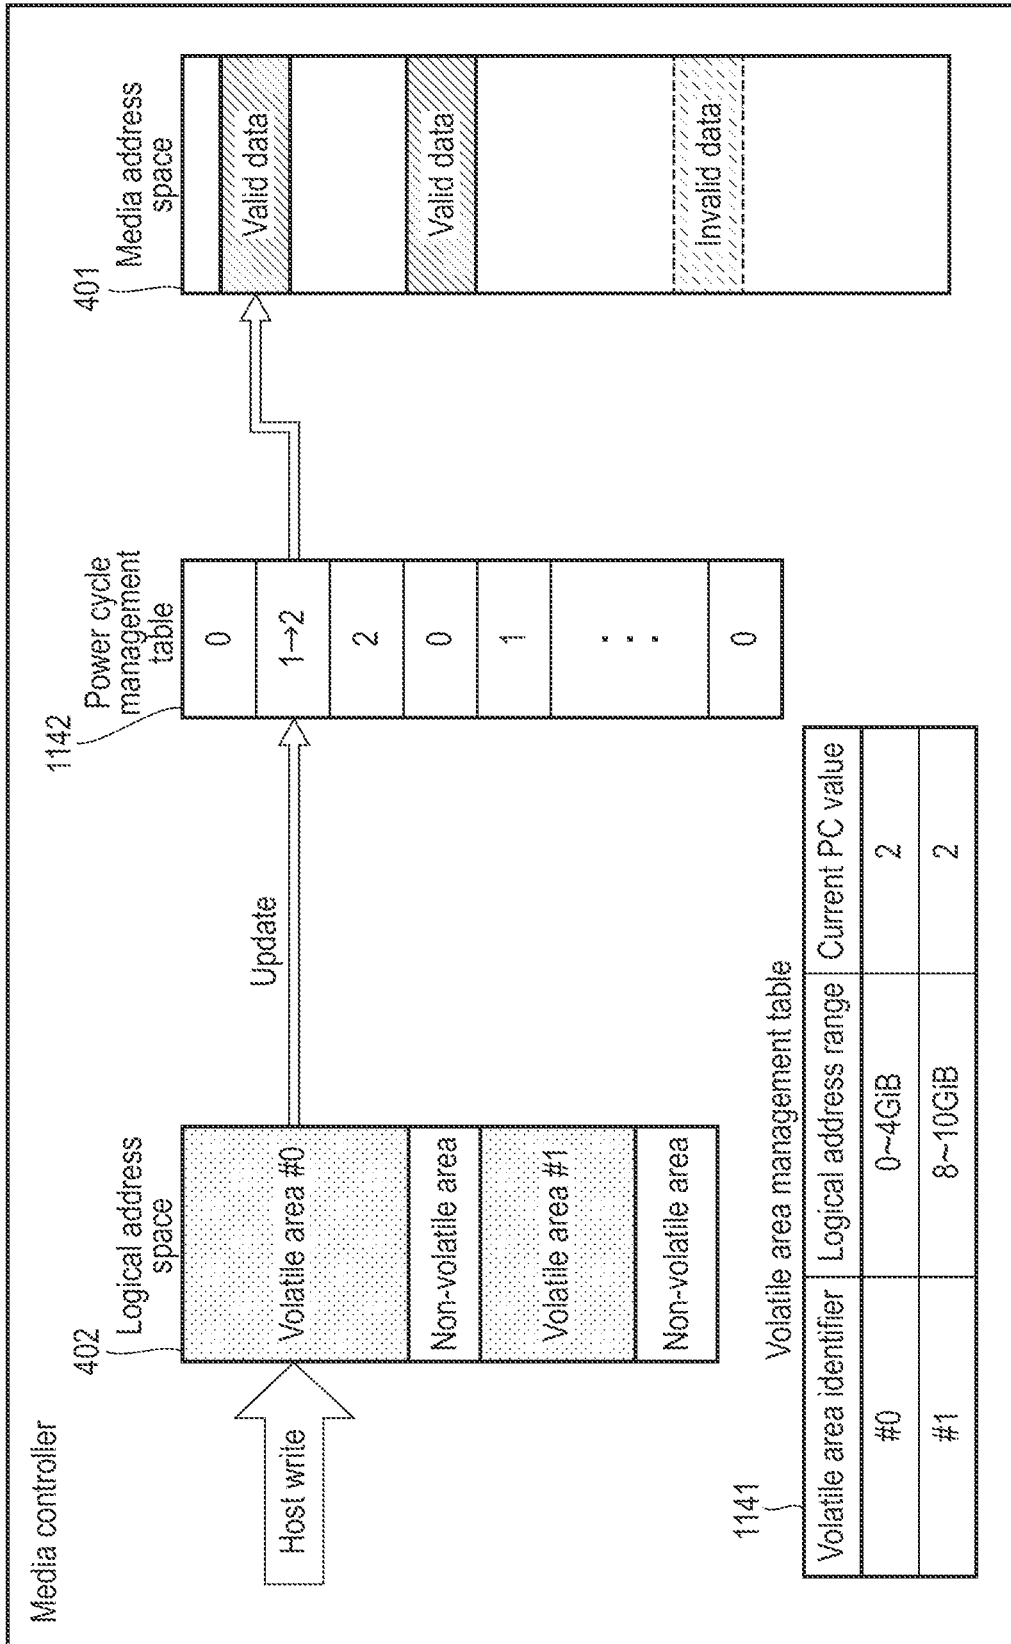 Media controller
Host write
402
Logical address
space
Volatile area #0
Non-volatile area
Volatile area #1
Non-volatile area
Update
1142
Power cycle
management
table
0
1→2
2
0
1
. . .
0
401
Media address
space
Valid data
Valid data
Invalid data
1141
Volatile area management table
Volatile area identifier Logical address range Current PC value
#0 0~4GiB 2
#1 8~10GiB 2